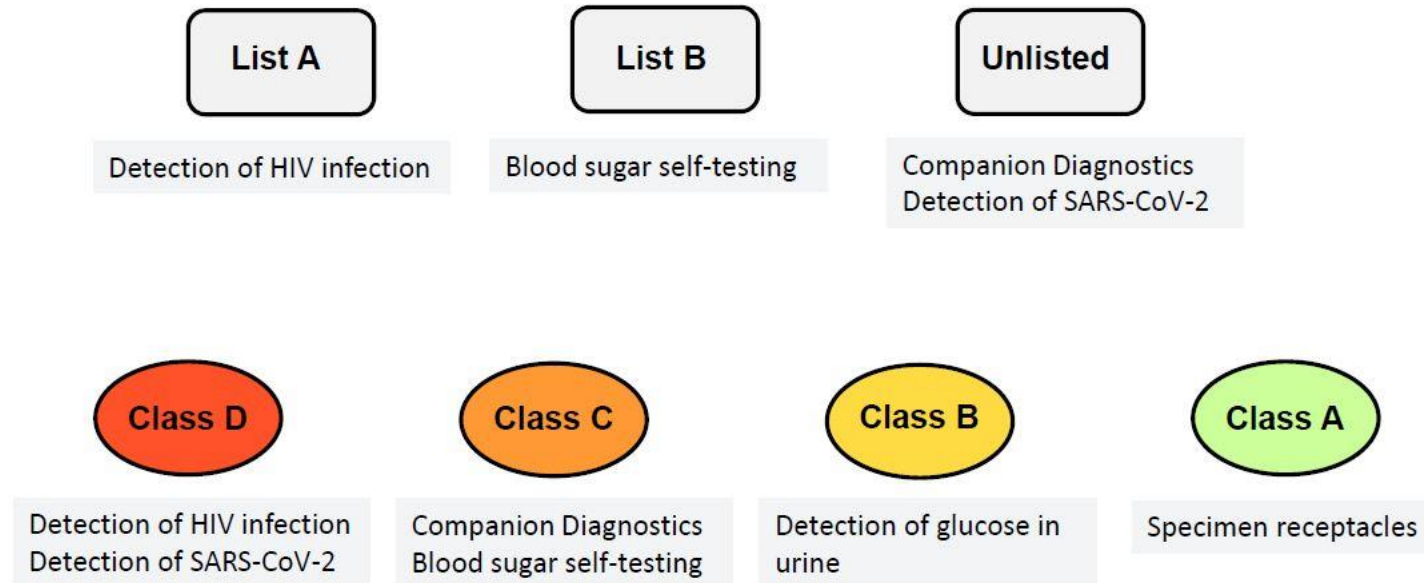 List A
List B
Unlisted
Detection of HIV infection
Blood sugar self-testing
Companion Diagnostics
Detection of SARS-CoV-2
Class D
Class C
Class B
Class A
Detection of HIV infection
Detection of SARS-CoV-2
Companion Diagnostics
Blood sugar self-testing
Detection of glucose in
urine
Specimen receptacles